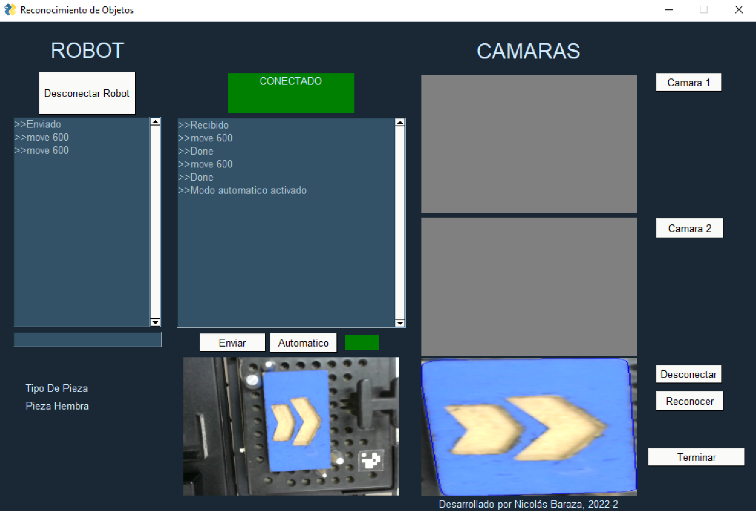 Reconocimiento de Objetos
ROBOT
CAMARAS
Desconectar Robot
CONECTADO
Camara 1
>>Enviado
>>move 600
>>move 600
>>Recibido
>>move 600
>>Done
>>move 600
>>Done
>>Modo automatico activado
Camara 2
Enviar
Automatico
Tipo De Pieza
Pieza Hembra
Desconectar
Reconocer
Terminar
Desarrollado por Nicolás Baraza, 2022 2